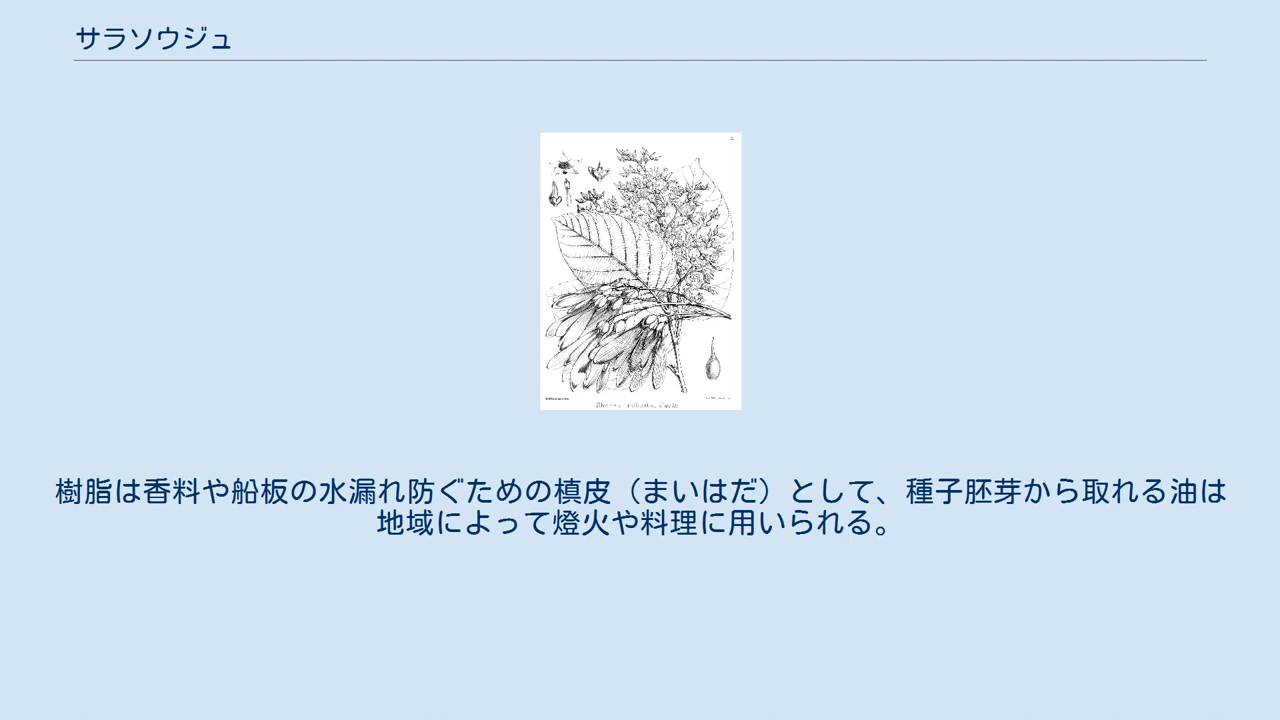 サラソウジュ
Shorea robusta, Gærtn
樹脂は香料や船板の水漏れ防ぐための槙皮（まいはだ）として、種子胚芽から取れる油は
地域によって燈火や料理に用いられる。